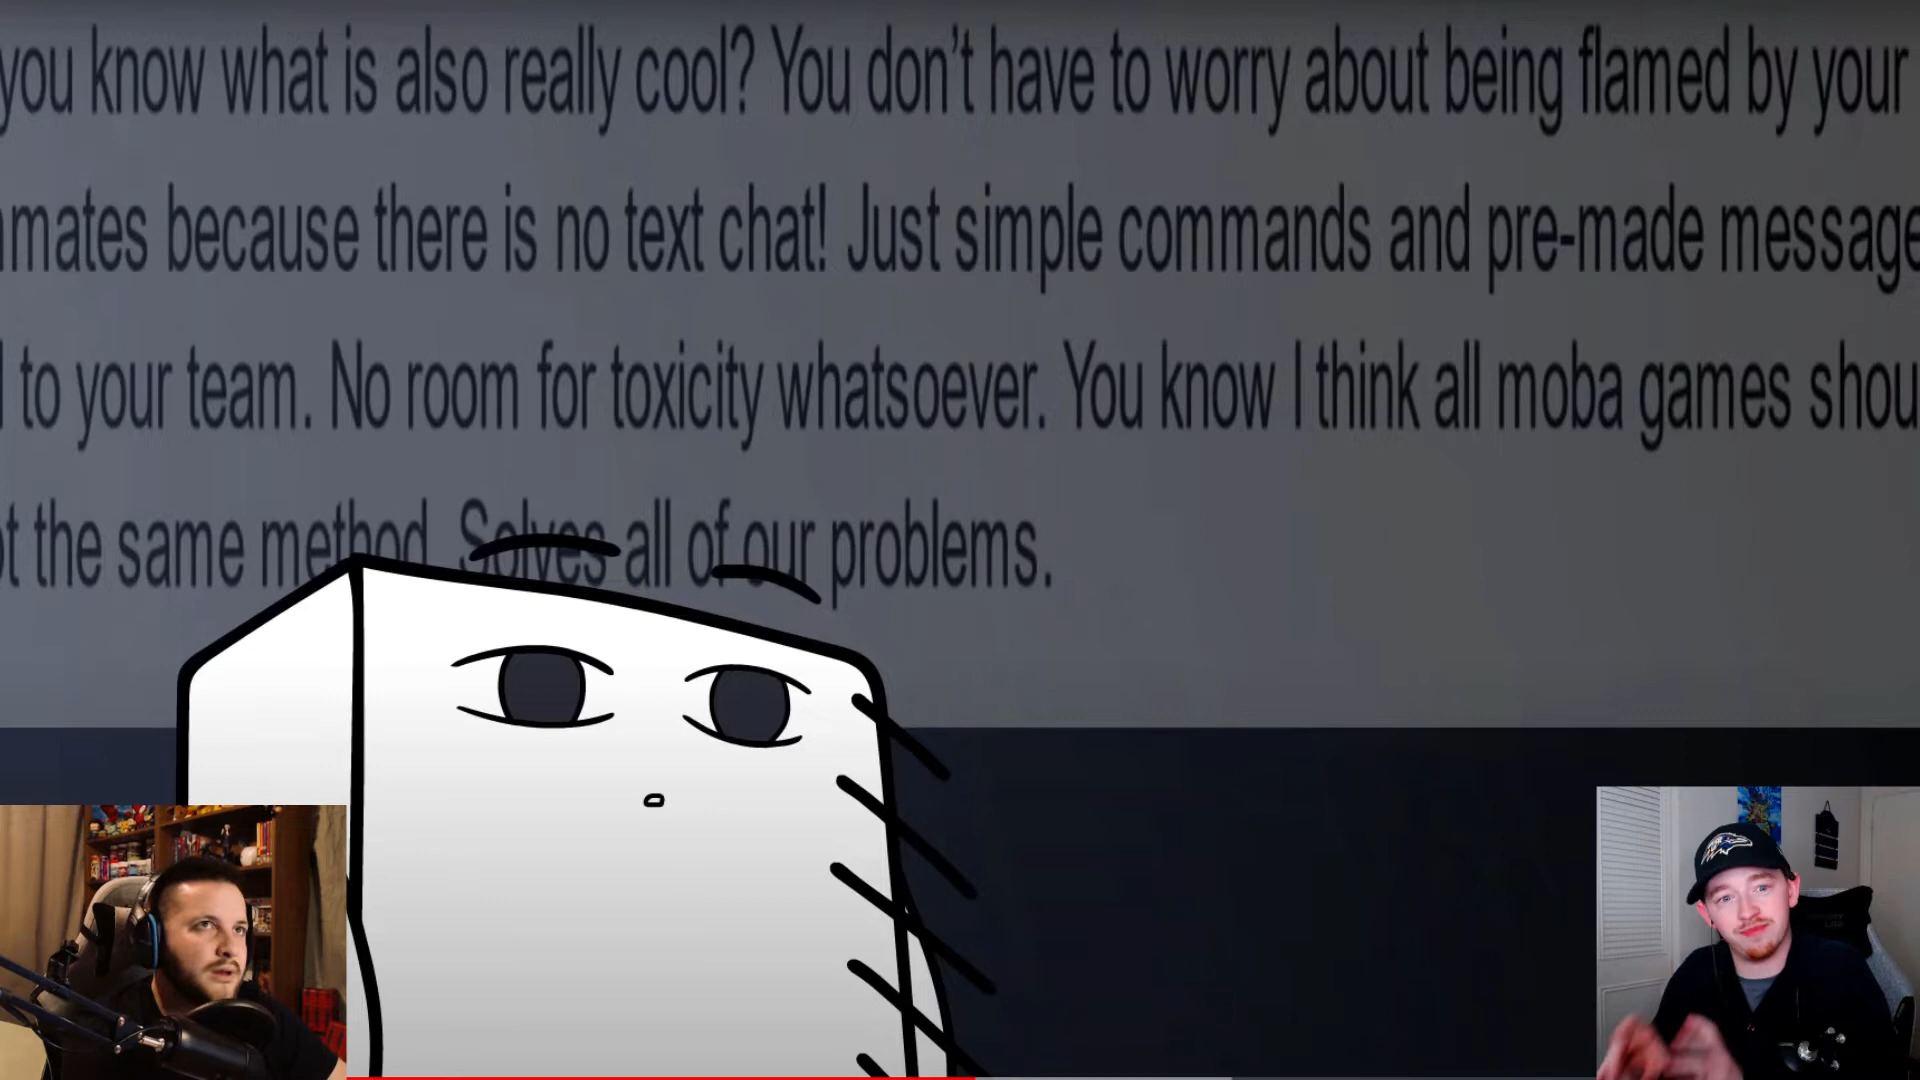 you know what is also really cool? You don't have to worry about being flamed by your
mates because there is no text chat! Just simple commands and pre-made message
to your team. No room for toxicity whatsoever. You know I think all moba games shou
the same method. Solves all of our problems.